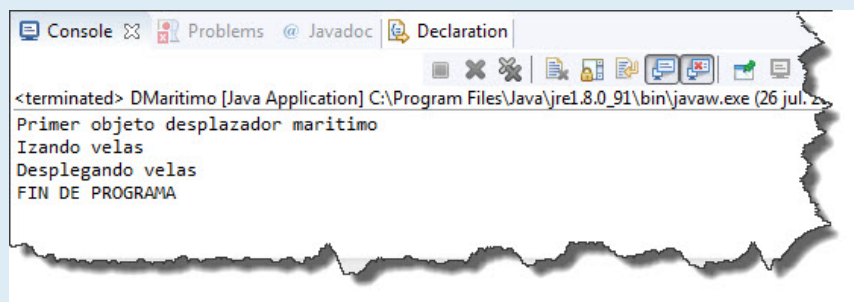 Console Problems @ Javadoc Declaration
<terminated> DMaritimo [Java Application] C:\Program Files\Java\jre1.8.0_91\bin\javaw.exe (26 jul.
Primer objeto desplazador maritimo
Izando velas
Desplegando velas
FIN DE PROGRAMA